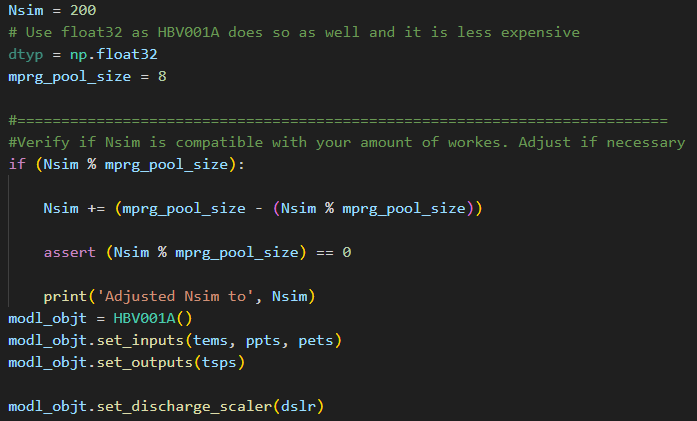 Nsim = 200
# Use float32 as HBV001A does so as well and it is less expensive
dtyp = np.float32
mprg_pool_size = 8
#==========================================================================
#Verify if Nsim is compatible with your amount of workes. Adjust if necessary
if (Nsim % mprg_pool_size):
Nsim += (mprg_pool_size - (Nsim % mprg_pool_size))
assert (Nsim % mprg_pool_size) == 0
print('Adjusted Nsim to', Nsim)
modl_objt = HBV001A()
modl_objt.set_inputs(tems, ppts, pets)
modl_objt.set_outputs(tsps)
modl_objt.set_discharge_scaler(dslr)